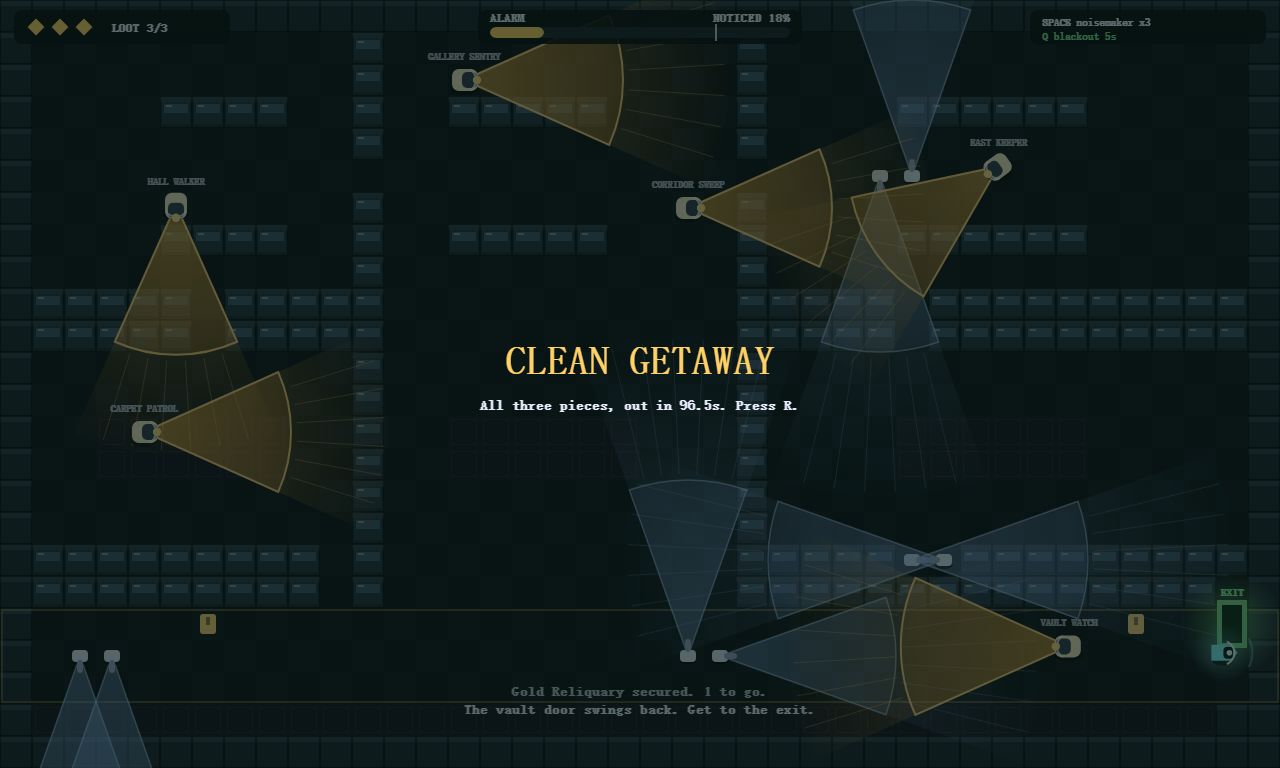 LOOT 3/3
ALARM
NOTICED 18%
SPACE noisemaker x3
Q blackout 5s
GALLERY SENTRY
EAST KEEPER
HALL WALKER
CORRIDOR SWEEP
CLEAN GETAWAY
All three pieces, out in 96.5s. Press R.
CARPET PATROL
EXIT
VAULT WATCH
Gold Reliquary secured. 1 to go.
The vault door swings back. Get to the exit.